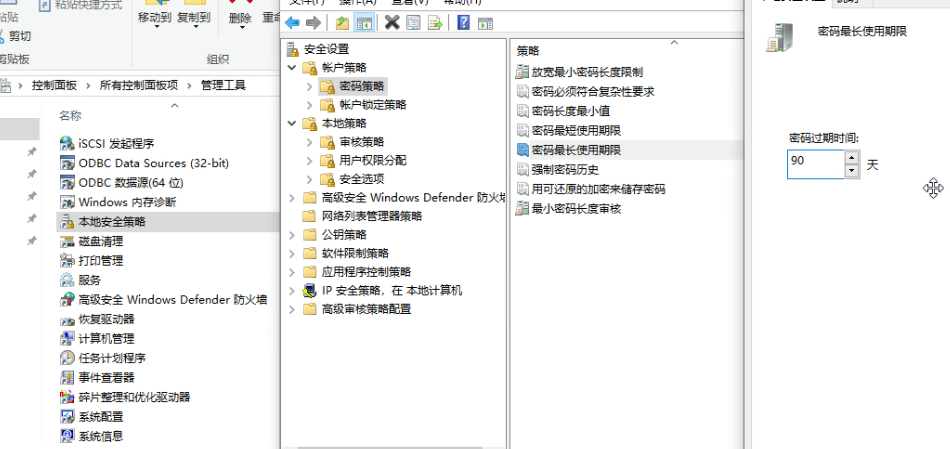 粘贴快捷方式
粘贴
剪切
剪贴板
移动到 复制到 删除
组织
控制面板 所有控制面板项 管理工具
名称
iSCSI 发起程序
ODBC Data Sources (32-bit)
ODBC 数据源(64 位)
Windows 内存诊断
本地安全策略
磁盘清理
打印管理
服务
高级安全 Windows Defender 防火墙
恢复驱动器
计算机管理
任务计划程序
事件查看器
碎片整理和优化驱动器
系统配置
系统信息
文件(F) 操作(A) 查看(V) 帮助(H)
安全设置
帐户策略
密码策略
帐户锁定策略
本地策略
审核策略
用户权限分配
安全选项
高级安全 Windows Defender 防火墙
网络列表管理器策略
公钥策略
软件限制策略
应用程序控制策略
IP 安全策略，在 本地计算机
高级审核策略配置
策略
放宽最小密码长度限制
密码必须符合复杂性要求
密码长度最小值
密码最短使用期限
密码最长使用期限
强制密码历史
用可还原的加密来储存密码
最小密码长度审核
密码最长使用期限
密码过期时间:
90 天